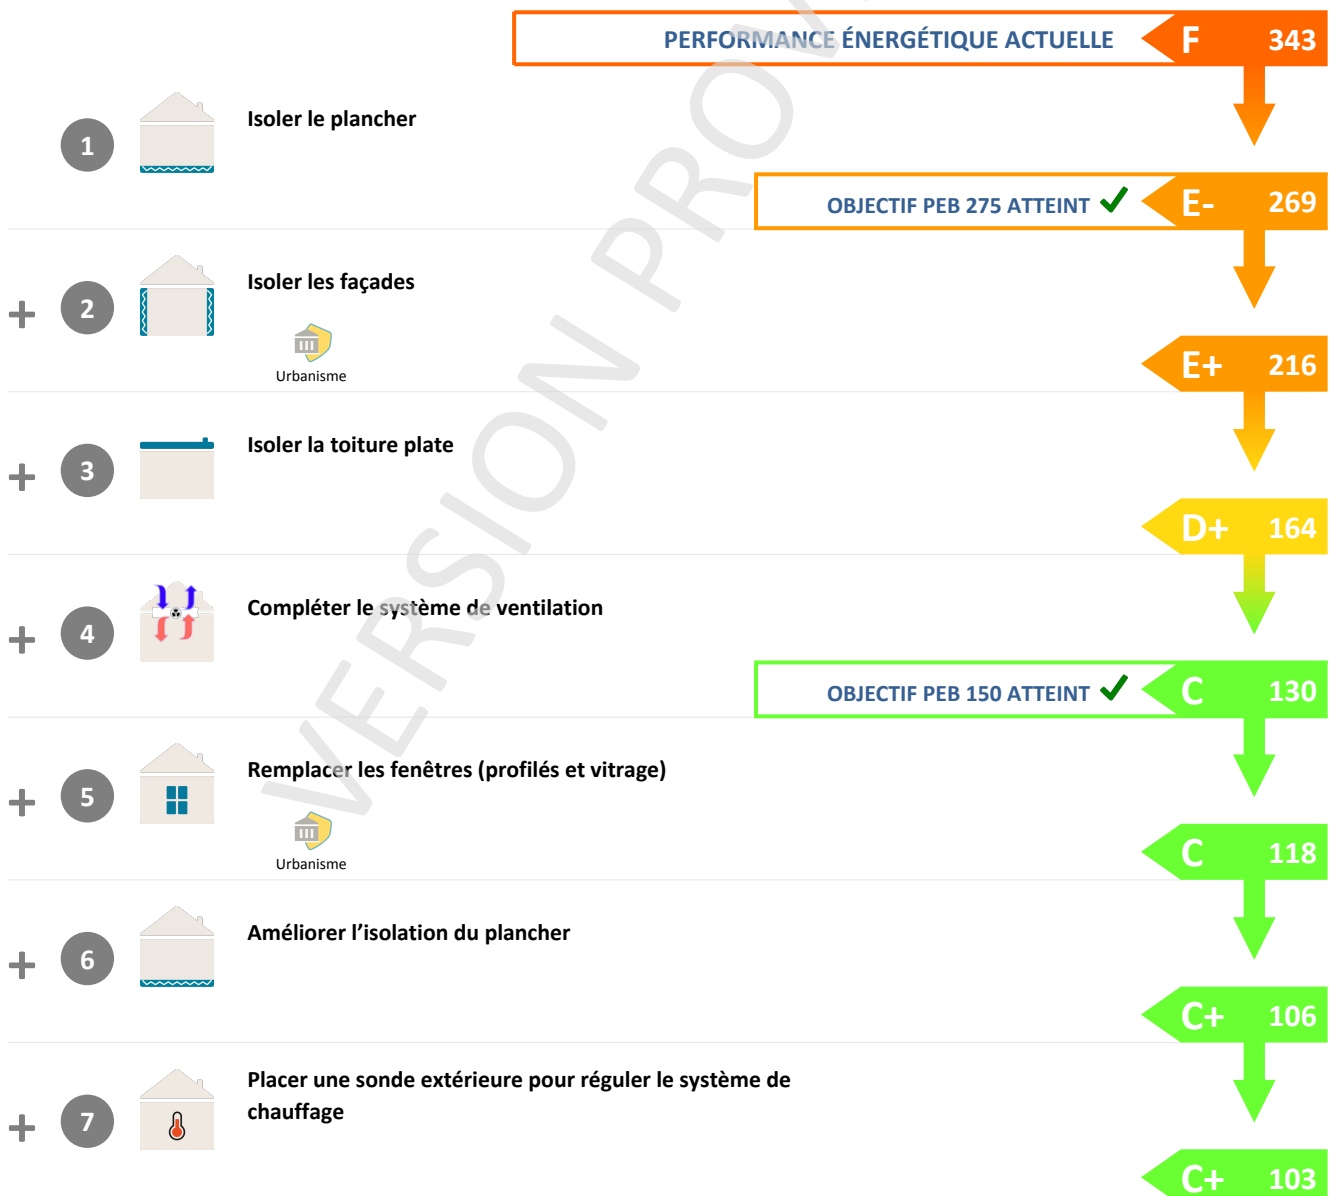 PERFORMANCE ÉNERGÉTIQUE ACTUELLE F 343
1 Isoler le plancher
OBJECTIF PEB 275 ATTEINT E- 269
+ 2 Isoler les façades
Urbanisme
E+ 216
+ 3 Isoler la toiture plate
D+ 164
+ 4 Compléter le système de ventilation
OBJECTIF PEB 150 ATTEINT C 130
+ 5 Remplacer les fenêtres (profilés et vitrage)
Urbanisme
C 118
+ 6 Améliorer l’isolation du plancher
C+ 106
+ 7 Placer une sonde extérieure pour réguler le système de
chauffage
C+ 103
VERSION PROV